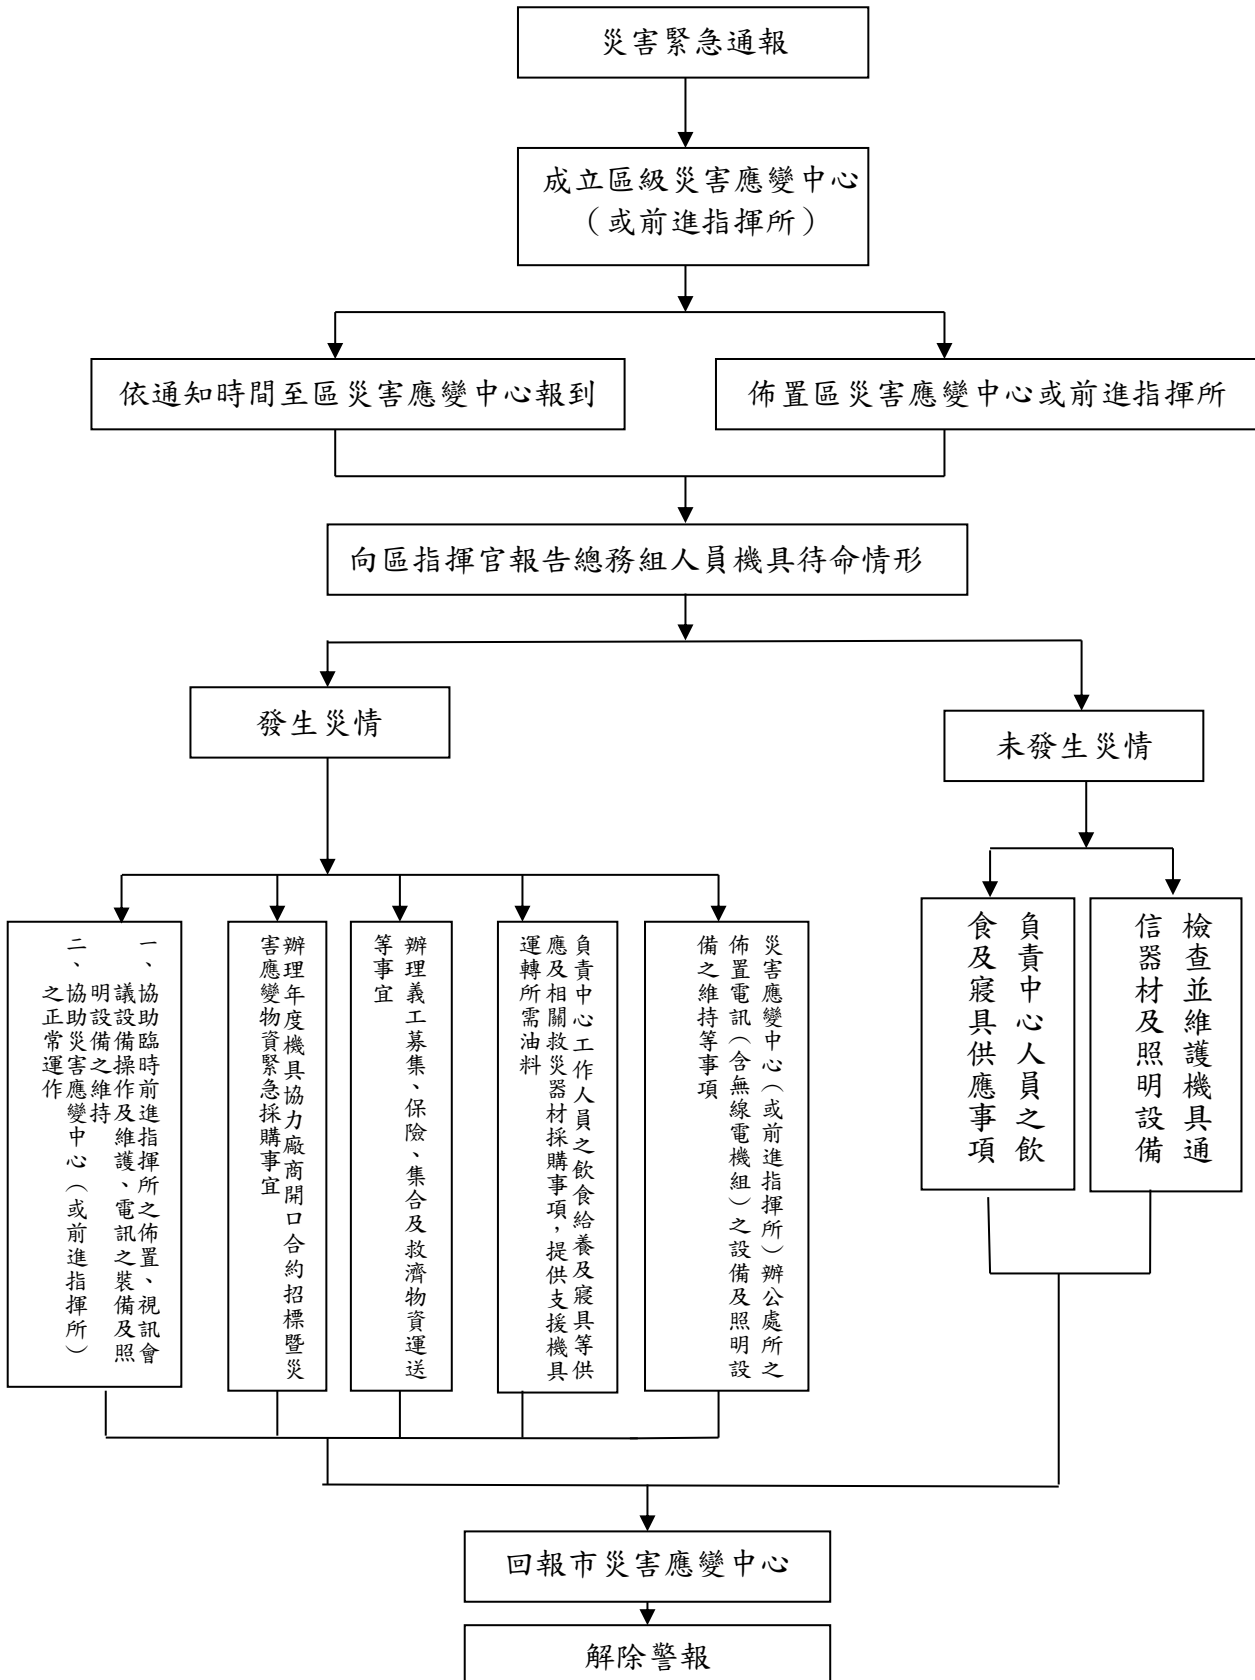 災害緊急通報
成立區級災害應變中心
（或前進指揮所）
依通知時間至區災害應變中心報到
佈置區災害應變中心或前進指揮所
向區指揮官報告總務組人員機具待命情形
發生災情
未發生災情
一、協助臨時前進指揮所之佈置、視訊會
議設備操作及維護、電訊之裝備及照
明設備之維持
二、協助災害應變中心（或前進指揮所）
之正常運作
辦理年度機具協力廠商開口合約招標暨災
害應變物資緊急採購事宜
辦理義工募集、保險、集合及救濟物資運送
等事宜
負責中心工作人員之飲食給養及寢具等供
應及相關救災器材採購事項，提供支援機具
運轉所需油料
災害應變中心（或前進指揮所）辦公處所之
佈置電訊（含無線電機組）之設備及照明設
備之維持等事項
負責中心人員之飲
食及寢具供應事項
檢查並維護機具通
信器材及照明設備
回報市災害應變中心
解除警報